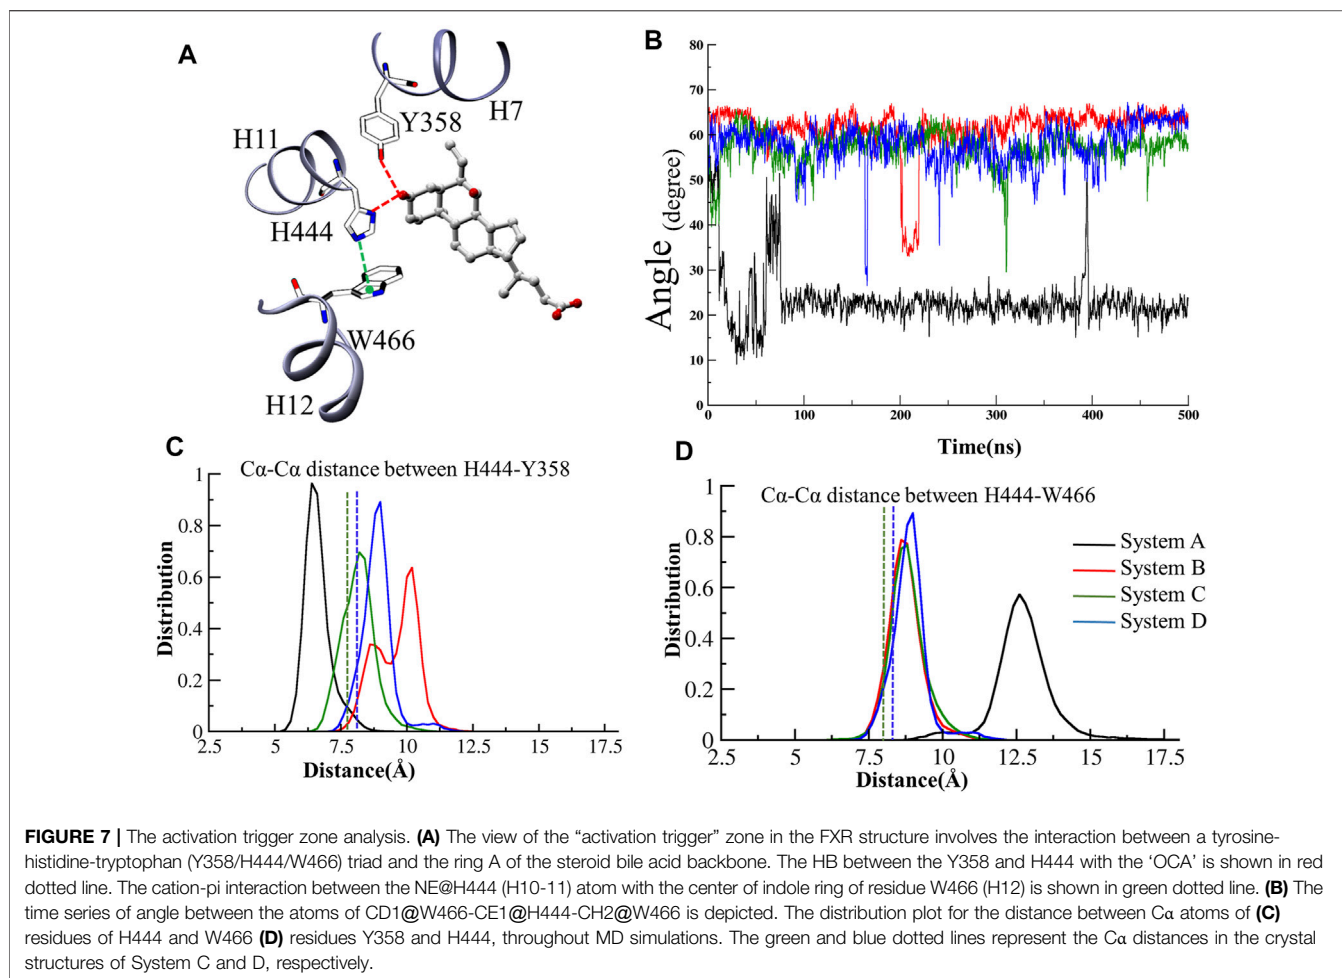 A
Y358
H7
H11
H444
W466
H12
B
Angle (degree)
80
70
60
50
40
30
20
10
0
0 100 200 300 400 500
Time(ns)
C
Cα-Cα distance between H444-Y358
Distribution
1
0.8
0.6
0.4
0.2
0
2.5 5 7.5 10 12.5 15 17.5
Distance(Å)
D
Cα-Cα distance between H444-W466
Distribution
1
0.8
0.6
0.4
0.2
0
2.5 5 7.5 10 12.5 15 17.5
Distance(Å)
System A
System B
System C
System D
FIGURE 7 | The activation trigger zone analysis. (A) The view of the “activation trigger” zone in the FXR structure involves the interaction between a tyrosine-
histidine-tryptophan (Y358/H444/W466) triad and the ring A of the steroid bile acid backbone. The HB between the Y358 and H444 with the ‘OCA’ is shown in red
dotted line. The cation-pi interaction between the NE@H444 (H10-11) atom with the center of indole ring of residue W466 (H12) is shown in green dotted line. (B) The
time series of angle between the atoms of CD1@W466-CE1@H444-CH2@W466 is depicted. The distribution plot for the distance between Cα atoms of (C)
residues of H444 and W466 (D) residues Y358 and H444, throughout MD simulations. The green and blue dotted lines represent the Cα distances in the crystal
structures of System C and D, respectively.